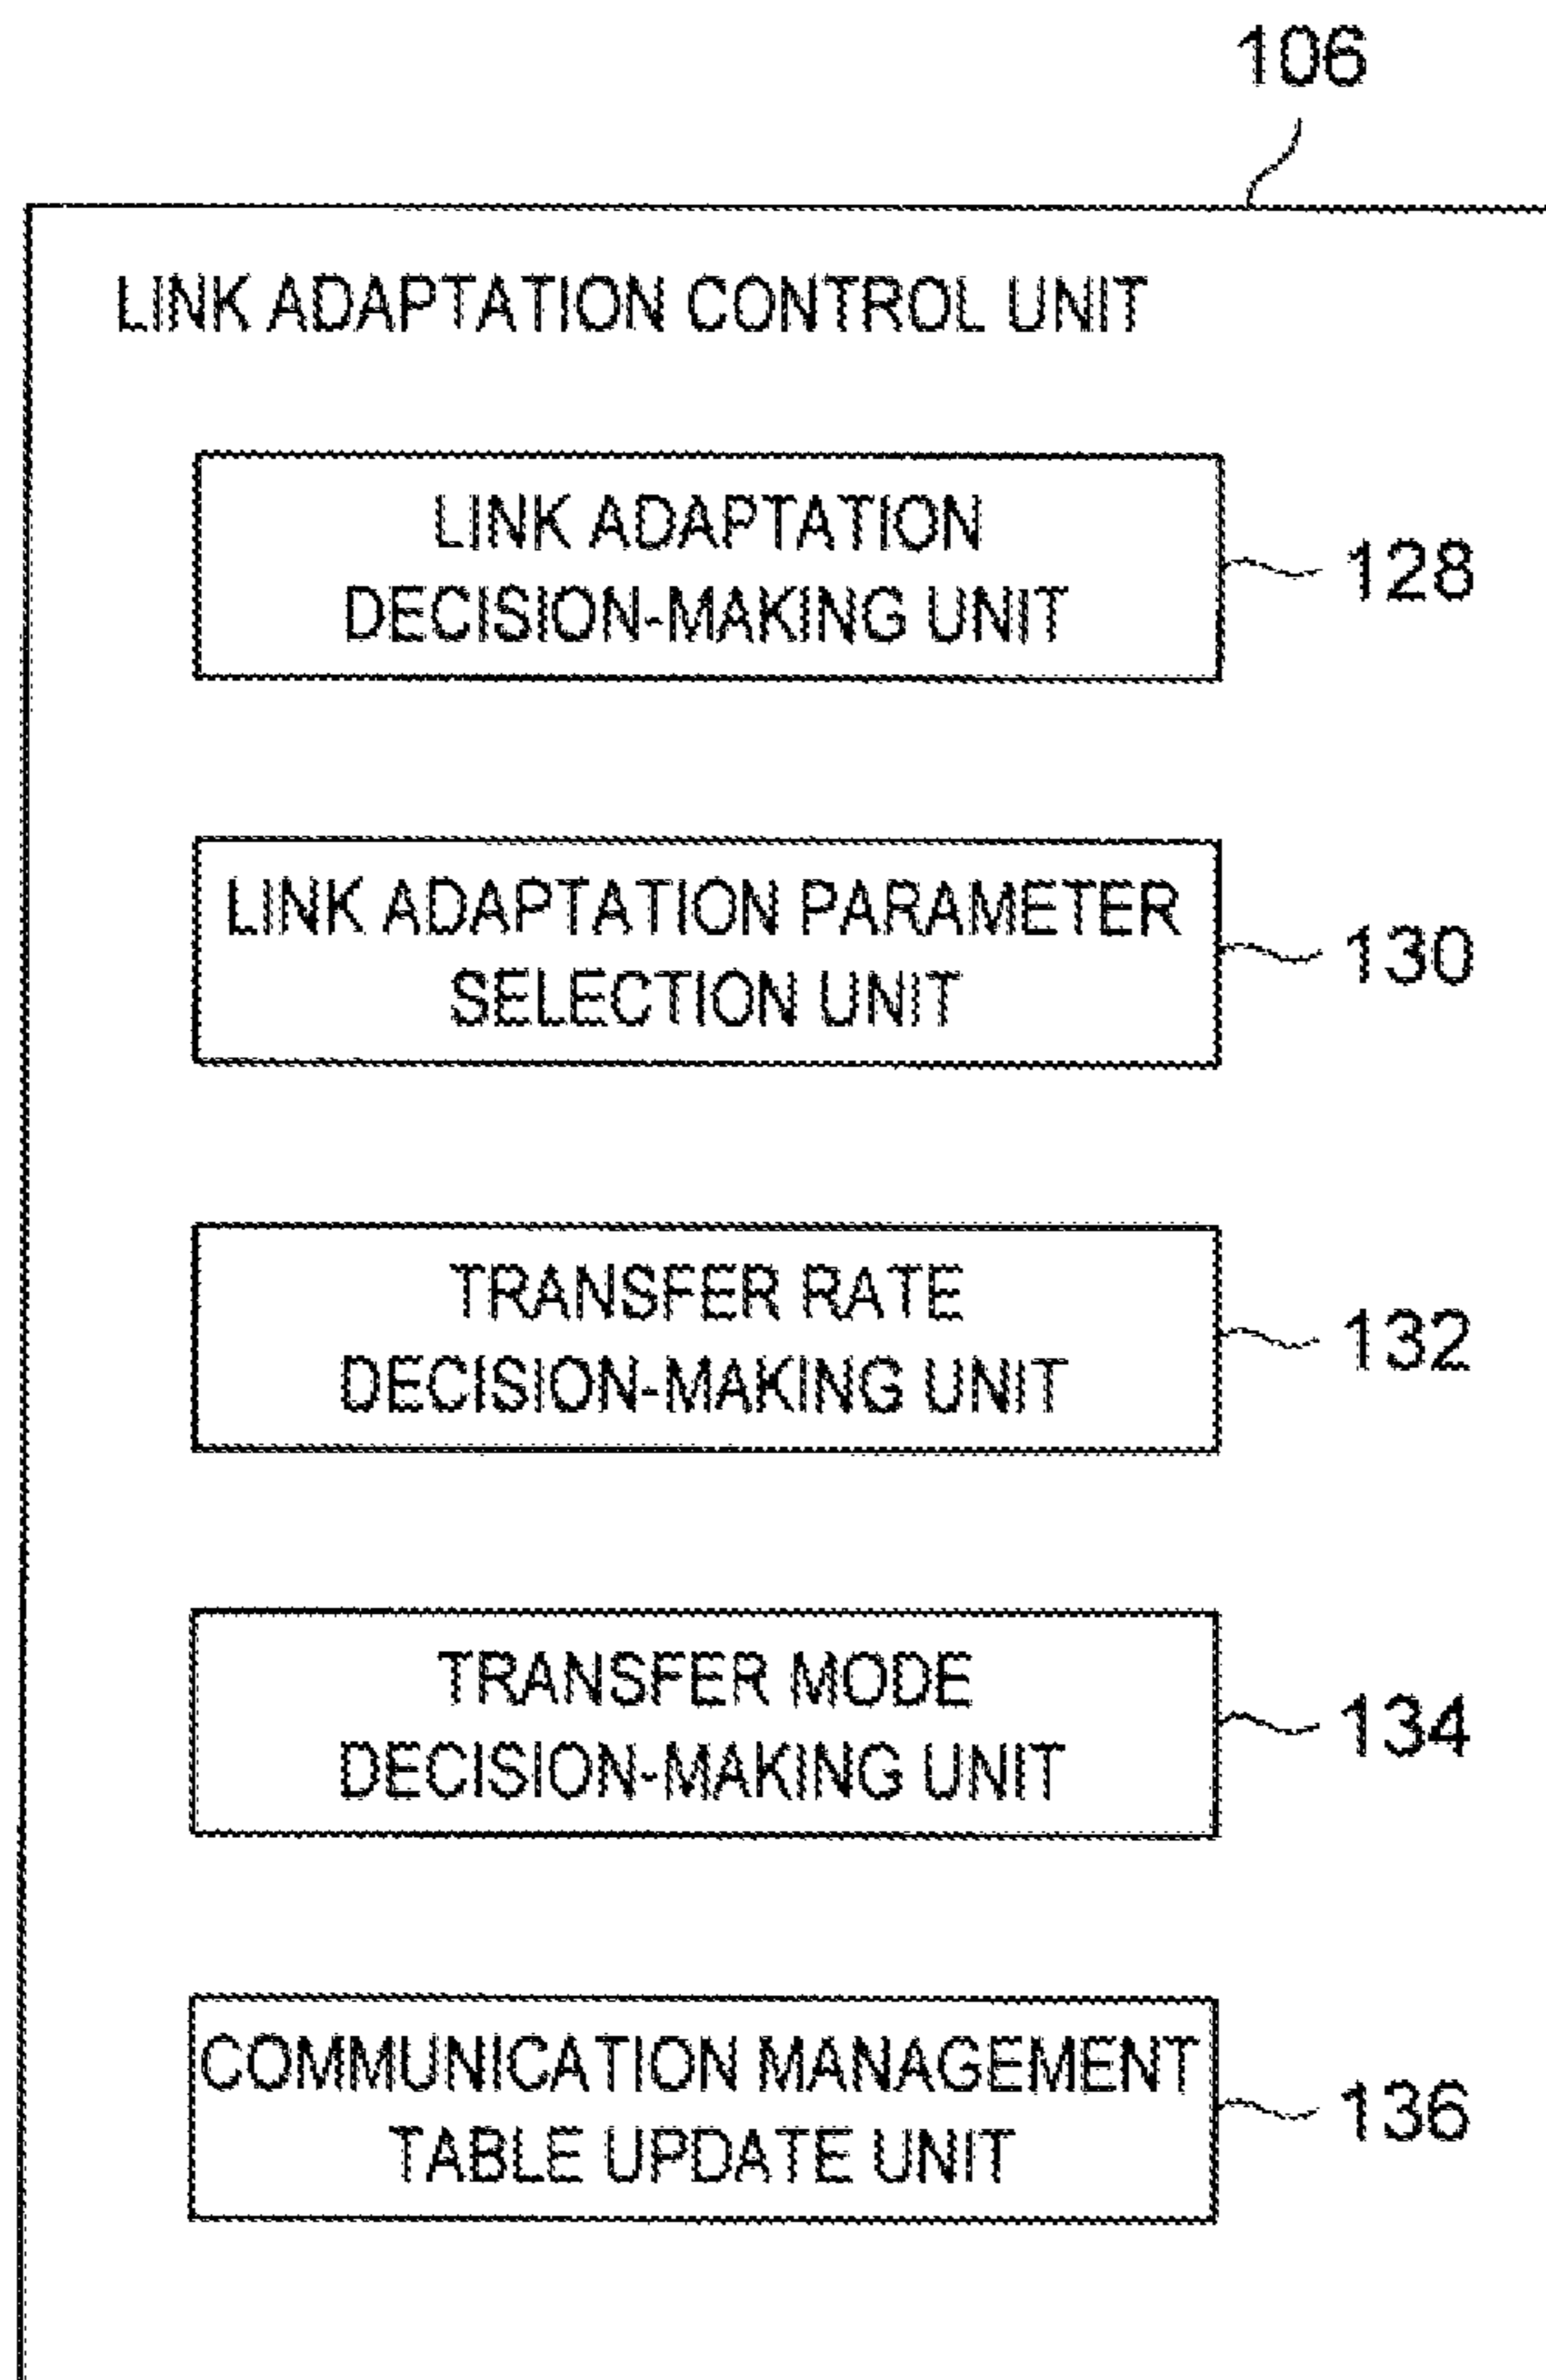 106
LINK ADAPTATION CONTROL UNIT
LINK ADAPTATION
DECISION-MAKING UNIT
128
LINK ADAPTATION PARAMETER
SELECTION UNIT
130
TRANSFER RATE
DECISION-MAKING UNIT
132
TRANSFER MODE
DECISION-MAKING UNIT
134
COMMUNICATION MANAGEMENT
TABLE UPDATE UNIT
136